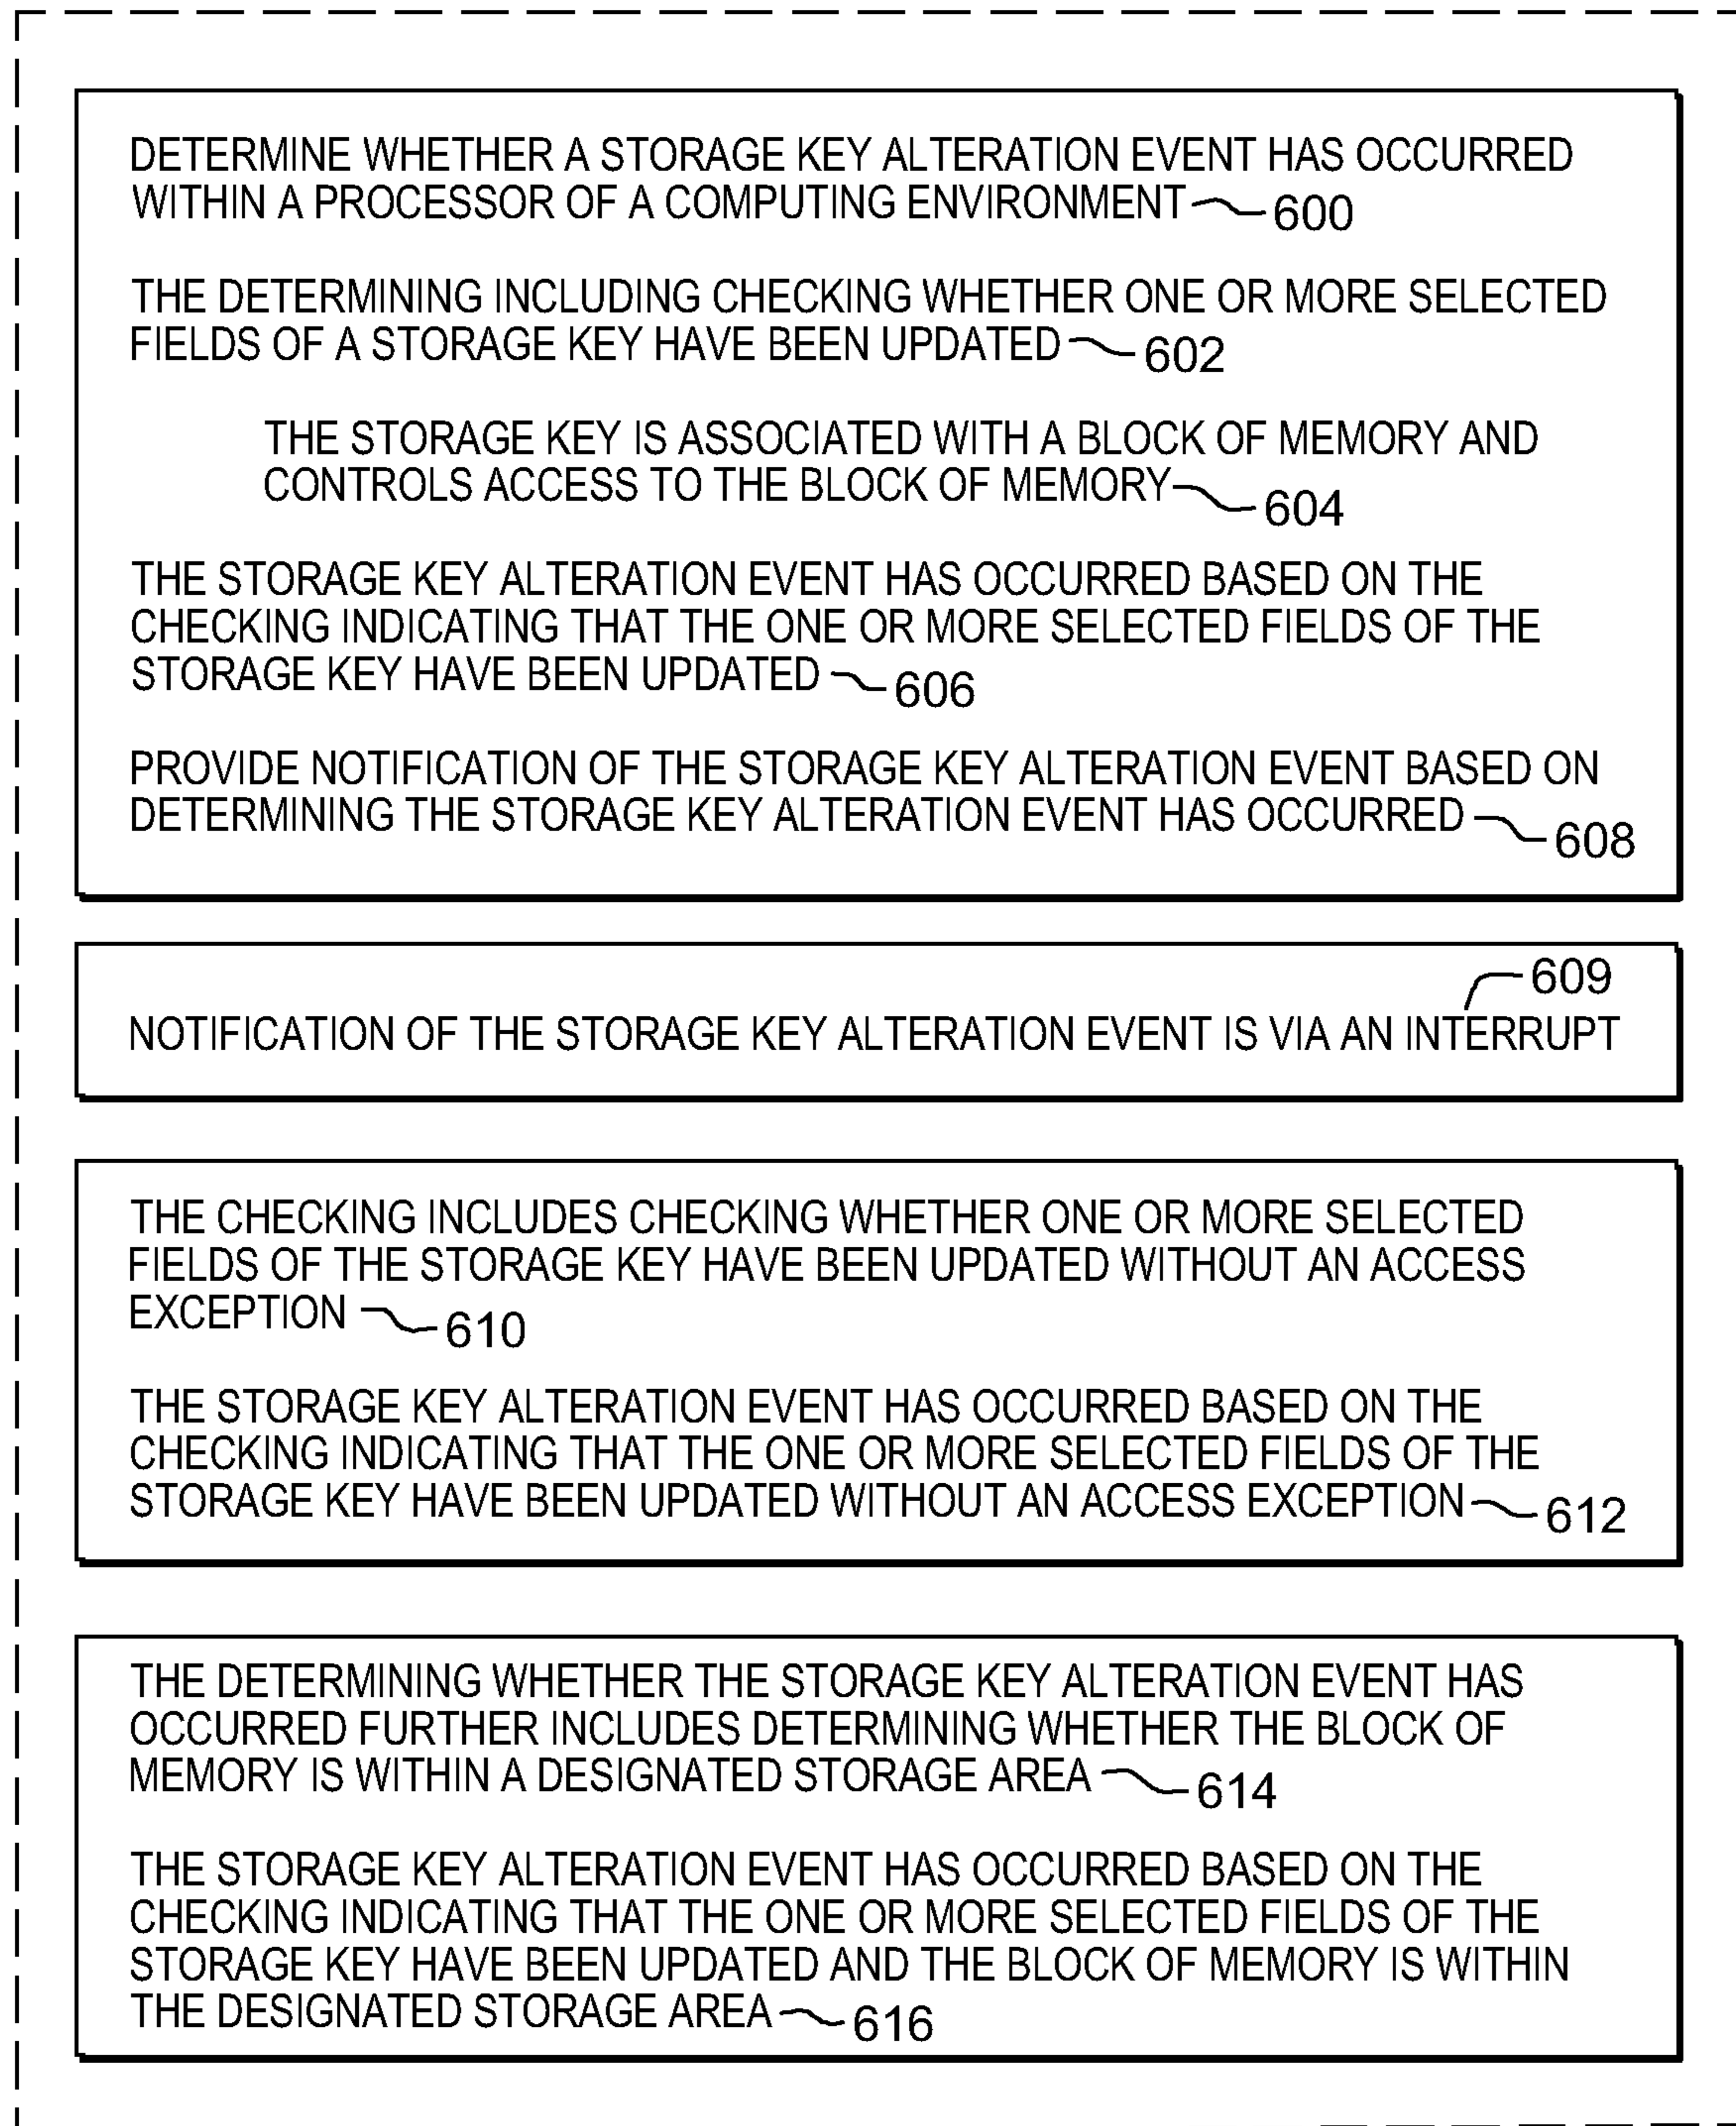 DETERMINE WHETHER A STORAGE KEY ALTERATION EVENT HAS OCCURRED
WITHIN A PROCESSOR OF A COMPUTING ENVIRONMENT 600
THE DETERMINING INCLUDING CHECKING WHETHER ONE OR MORE SELECTED
FIELDS OF A STORAGE KEY HAVE BEEN UPDATED 602
THE STORAGE KEY IS ASSOCIATED WITH A BLOCK OF MEMORY AND
CONTROLS ACCESS TO THE BLOCK OF MEMORY 604
THE STORAGE KEY ALTERATION EVENT HAS OCCURRED BASED ON THE
CHECKING INDICATING THAT THE ONE OR MORE SELECTED FIELDS OF THE
STORAGE KEY HAVE BEEN UPDATED 606
PROVIDE NOTIFICATION OF THE STORAGE KEY ALTERATION EVENT BASED ON
DETERMINING THE STORAGE KEY ALTERATION EVENT HAS OCCURRED 608
609
NOTIFICATION OF THE STORAGE KEY ALTERATION EVENT IS VIA AN INTERRUPT
THE CHECKING INCLUDES CHECKING WHETHER ONE OR MORE SELECTED
FIELDS OF THE STORAGE KEY HAVE BEEN UPDATED WITHOUT AN ACCESS
EXCEPTION 610
THE STORAGE KEY ALTERATION EVENT HAS OCCURRED BASED ON THE
CHECKING INDICATING THAT THE ONE OR MORE SELECTED FIELDS OF THE
STORAGE KEY HAVE BEEN UPDATED WITHOUT AN ACCESS EXCEPTION 612
THE DETERMINING WHETHER THE STORAGE KEY ALTERATION EVENT HAS
OCCURRED FURTHER INCLUDES DETERMINING WHETHER THE BLOCK OF
MEMORY IS WITHIN A DESIGNATED STORAGE AREA 614
THE STORAGE KEY ALTERATION EVENT HAS OCCURRED BASED ON THE
CHECKING INDICATING THAT THE ONE OR MORE SELECTED FIELDS OF THE
STORAGE KEY HAVE BEEN UPDATED AND THE BLOCK OF MEMORY IS WITHIN
THE DESIGNATED STORAGE AREA 616